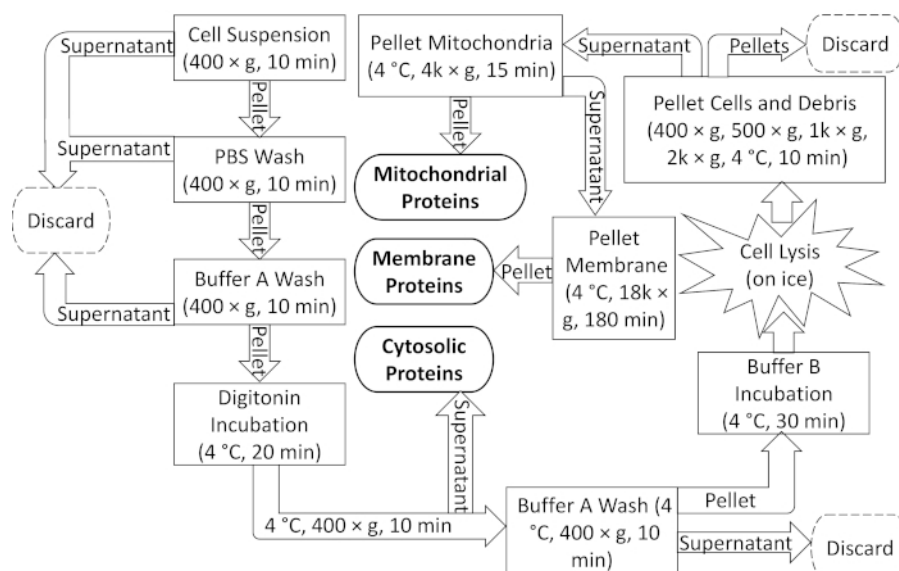 Supernatant
Cell Suspension
(400 × g, 10 min)
Pellet
Supernatant
PBS Wash
(400 × g, 10 min)
Discard
Pellet
Buffer A Wash
(400 × g, 10 min)
Supernatant
Pellet
Digitonin
Incubation
(4 °C, 20 min)
4 °C, 400 × g, 10 min
Supernatant
Cytosolic
Proteins
Buffer A Wash (4
°C, 400 × g, 10
min)
Supernatant
Discard
Pellet
Buffer B
Incubation
(4 °C, 30 min)
Cell Lysis
(on ice)
Pellet Cells and Debris
(400 × g, 500 × g, 1k × g,
2k × g, 4 °C, 10 min)
Pellets
Discard
Supernatant
Pellet Mitochondria
(4 °C, 4k × g, 15 min)
Pellet
Mitochondrial
Proteins
Supernatant
Pellet
Membrane
(4 °C, 18k ×
g, 180 min)
Pellet
Membrane
Proteins